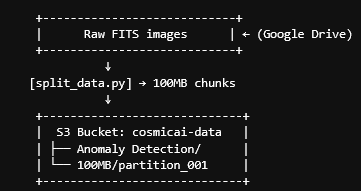 +-------------------------+
|     Raw FITS images     | ← (Google Drive)
+-------------------------+
↓
[split_data.py] → 100MB chunks
↓
+--------------------------+
|  S3 Bucket: cosmicai-data  |
|  ├── Anomaly Detection/  |
|  └── 100MB/partition_001  |
+--------------------------+